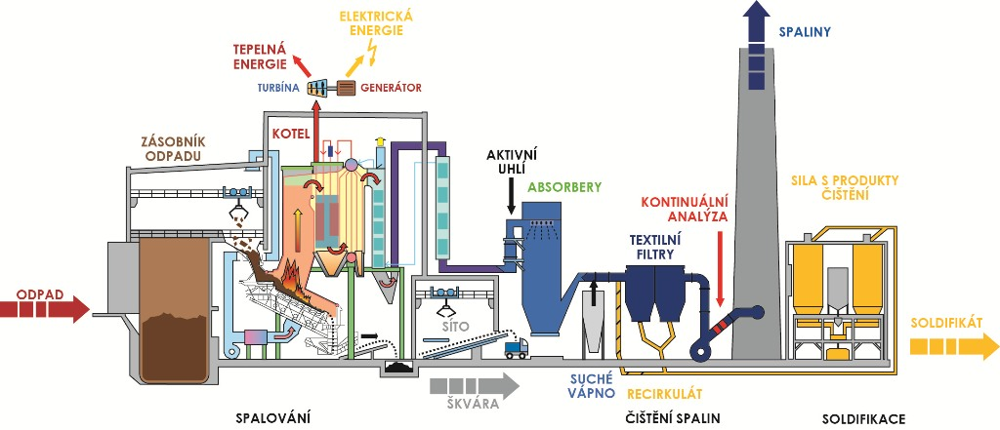 ELEKTRICKÁ
ENERGIE
TEPELNÁ
ENERGIE
TURBÍNA
GENERÁTOR
SPALINY
KOTEL
ZÁSOBNÍK
ODPADU
AKTIVNÍ
UHLÍ
ABSORBERY
SILA S PRODUKTY
ČIŠTĚNÍ
KONTINUÁLNÍ
ANALÝZA
TEXTILNÍ
FILTRY
ODPAD
SÍTO
SOLDIFIKÁT
SUCHÉ
VÁPNO
RECIRKULÁT
ŠKVÁRA
SPALOVÁNÍ
ČIŠTĚNÍ SPALIN
SOLDIFIKACE